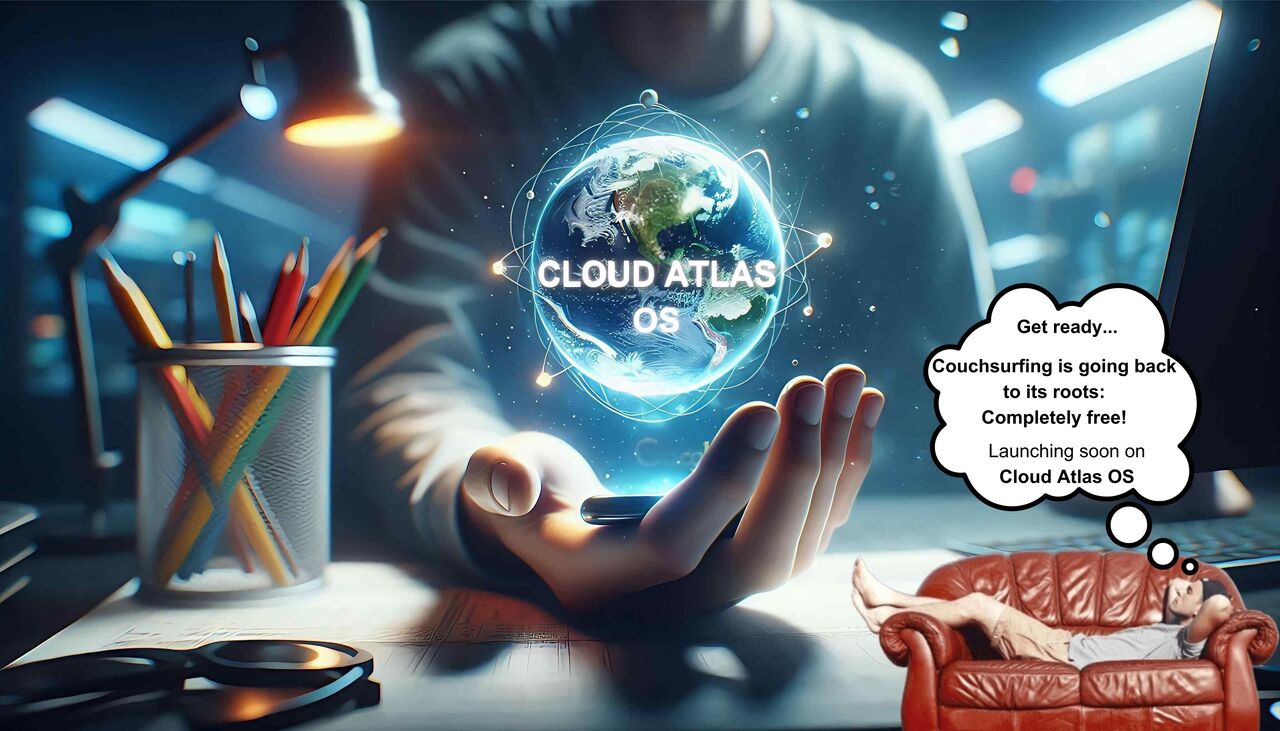 CLOUD ATLAS
OS
Get ready...
Couchsurfing is going back
to its roots:
Completely free!
Launching soon on
Cloud Atlas OS